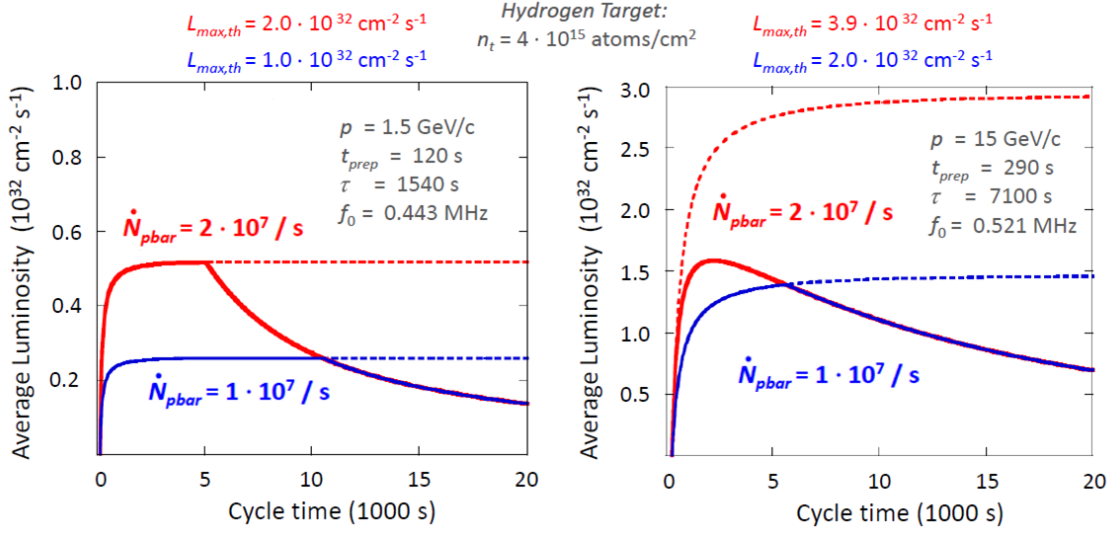 L_max,th = 2.0 · 10^32 cm^-2 s^-1
L_max,th = 1.0 · 10^32 cm^-2 s^-1
Hydrogen Target:
n_t = 4 · 10^15 atoms/cm^2
L_max,th = 3.9 · 10^32 cm^-2 s^-1
L_max,th = 2.0 · 10^32 cm^-2 s^-1
Average Luminosity (10^32 cm^-2 s^-1)
1.0
0.8
0.6
0.4
0.2
p = 1.5 GeV/c
t_prep = 120 s
τ = 1540 s
f_0 = 0.443 MHz
Ṅ_pbar = 2 · 10^7 / s
Ṅ_pbar = 1 · 10^7 / s
0 5 10 15 20
Cycle time (1000 s)
Average Luminosity (10^32 cm^-2 s^-1)
3.0
2.5
2.0
1.5
1.0
0.5
p = 15 GeV/c
t_prep = 290 s
τ = 7100 s
f_0 = 0.521 MHz
Ṅ_pbar = 2 · 10^7 / s
Ṅ_pbar = 1 · 10^7 / s
0 5 10 15 20
Cycle time (1000 s)